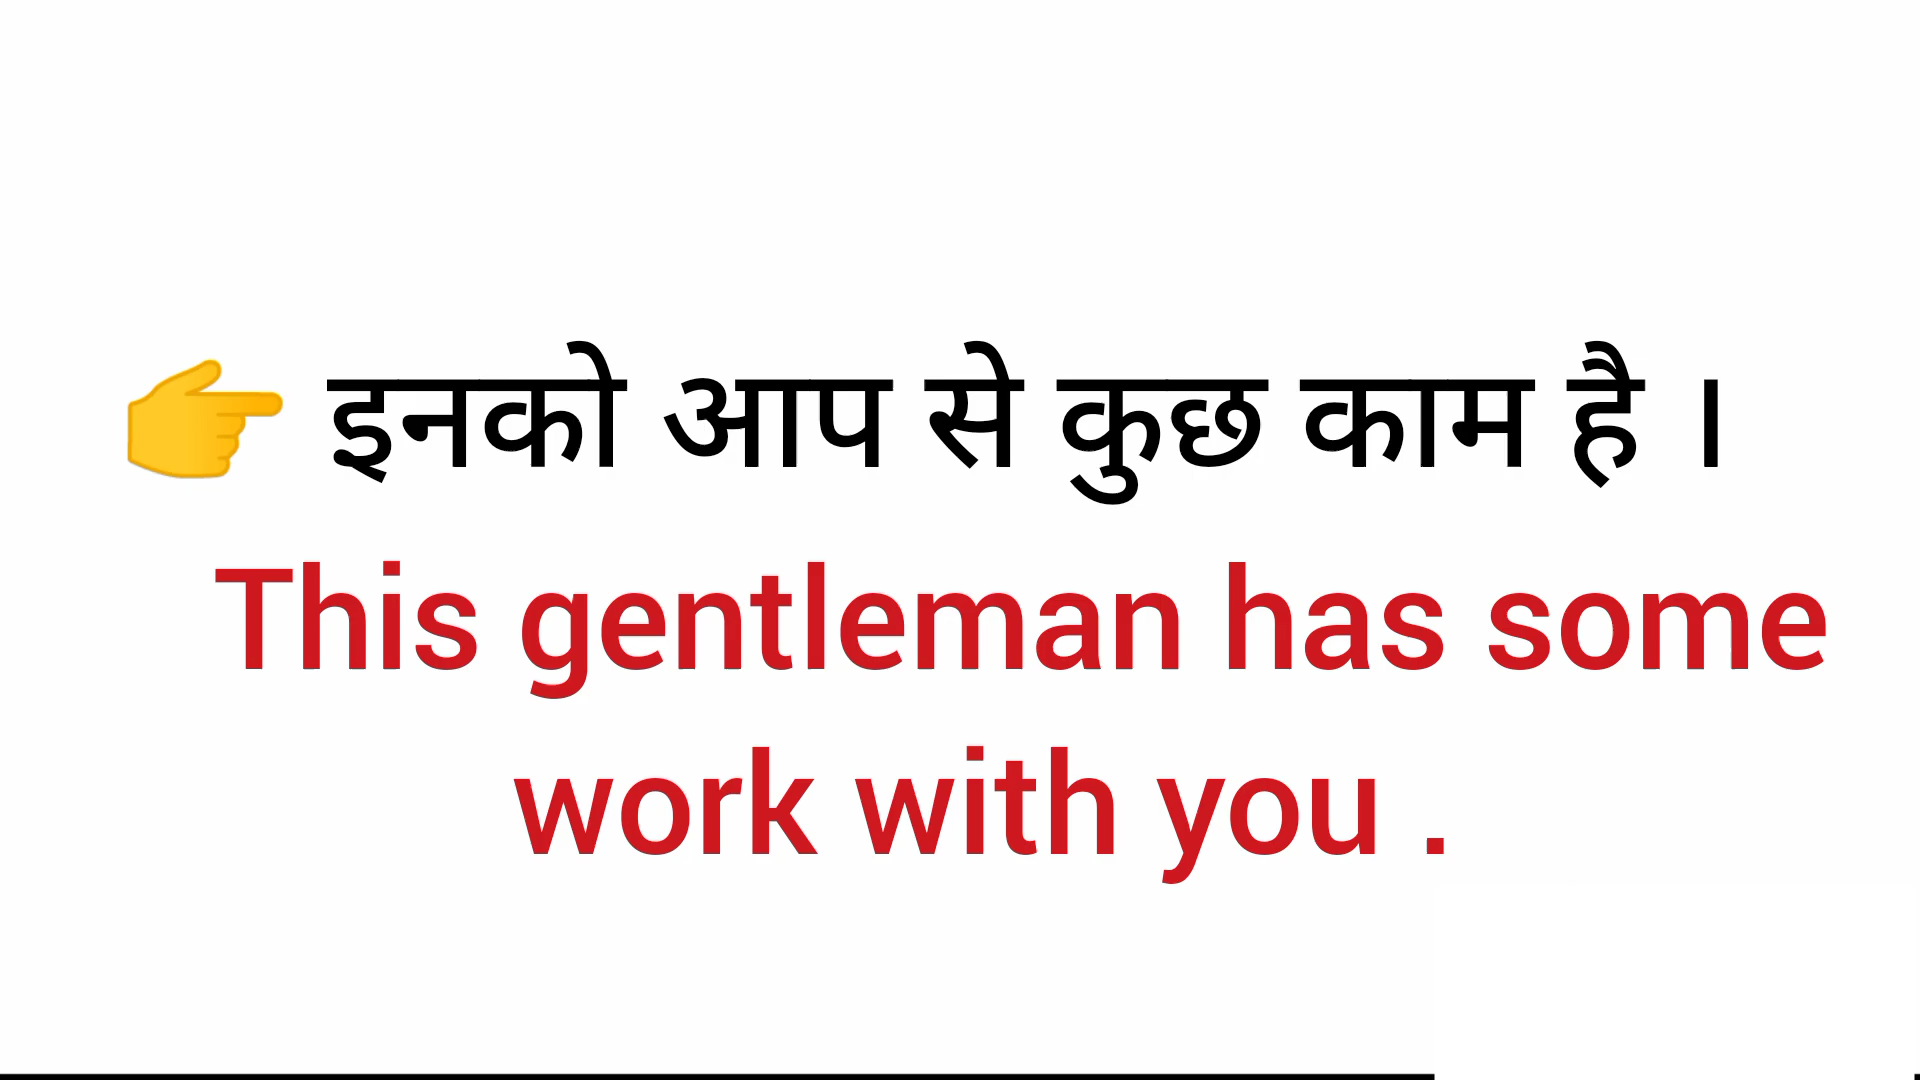 👉 इनको आप से कुछ काम है ।
This gentleman has some
work with you .